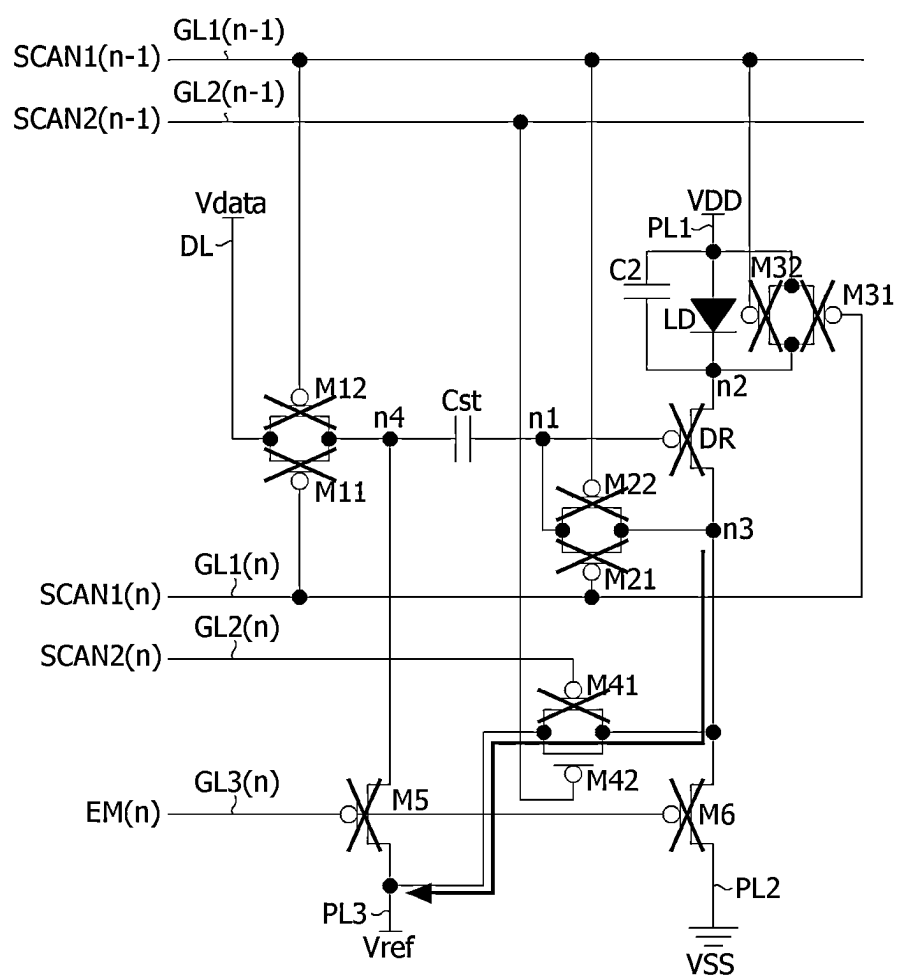 GL1(n-1)
SCAN1(n-1)
GL2(n-1)
SCAN2(n-1)
Vdata
DL
VDD
PL1
C2
M32
LD
M31
n2
M12
n4
Cst
n1
DR
M11
M22
n3
M21
GL1(n)
SCAN1(n)
GL2(n)
SCAN2(n)
M41
M42
GL3(n)
EM(n)
M5
M6
PL3
PL2
Vref
VSS